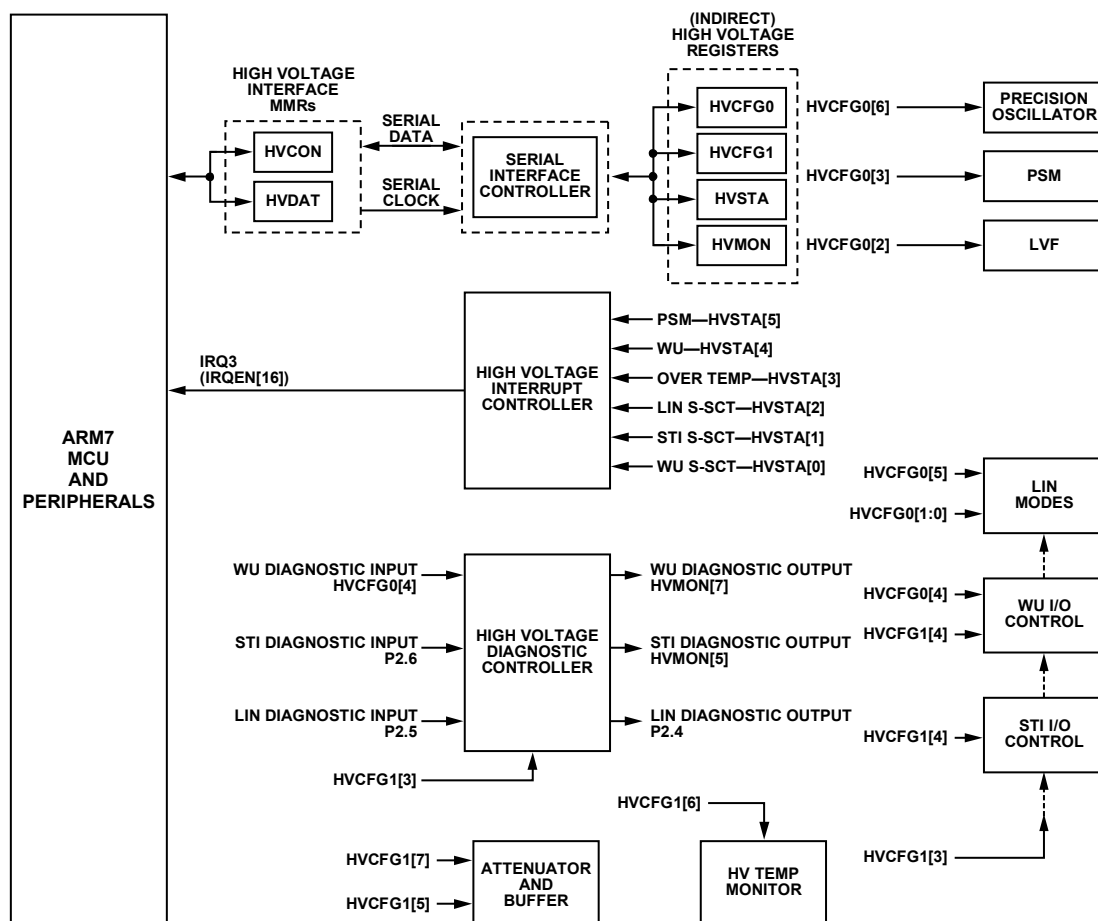 (INDIRECT)
HIGH VOLTAGE
REGISTERS
HIGH VOLTAGE
INTERFACE
MMRs
HVCON
HVDAT
SERIAL
DATA
SERIAL
CLOCK
SERIAL
INTERFACE
CONTROLLER
HVCFG0
HVCFG1
HVSTA
HVMON
HVCFG0[6]
PRECISION
OSCILLATOR
HVCFG0[3]
PSM
HVCFG0[2]
LVF
ARM7
MCU
AND
PERIPHERALS
IRQ3
(IRQEN[16])
HIGH VOLTAGE
INTERRUPT
CONTROLLER
PSM—HVSTA[5]
WU—HVSTA[4]
OVER TEMP—HVSTA[3]
LIN S-SCT—HVSTA[2]
STI S-SCT—HVSTA[1]
WU S-SCT—HVSTA[0]
HVCFG0[5]
HVCFG0[1:0]
LIN
MODES
WU DIAGNOSTIC INPUT
HVCFG0[4]
STI DIAGNOSTIC INPUT
P2.6
LIN DIAGNOSTIC INPUT
P2.5
HVCFG1[3]
HIGH VOLTAGE
DIAGNOSTIC
CONTROLLER
WU DIAGNOSTIC OUTPUT
HVMON[7]
STI DIAGNOSTIC OUTPUT
HVMON[5]
LIN DIAGNOSTIC OUTPUT
P2.4
HVCFG0[4]
HVCFG1[4]
WU I/O
CONTROL
HVCFG1[4]
STI I/O
CONTROL
HVCFG1[3]
HVCFG1[7]
HVCFG1[5]
ATTENUATOR
AND
BUFFER
HVCFG1[6]
HV TEMP
MONITOR